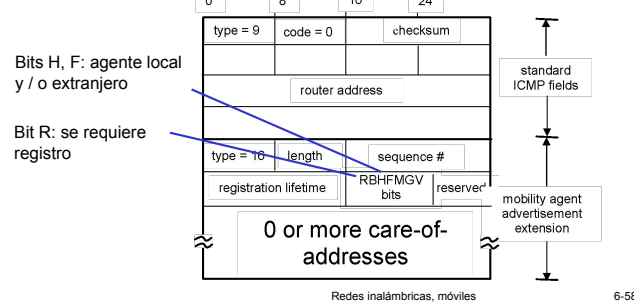 0 8 16 24
type = 9 code = 0 checksum
Bits H, F: agente local
y / o extranjero
standard
ICMP fields
router address
Bit R: se requiere
registro
type = 16 length sequence #
registration lifetime RBHFMGV
bits reserved
mobility agent
advertisement
extension
0 or more care-of-
addresses
Redes inalámbricas, móviles 6-58